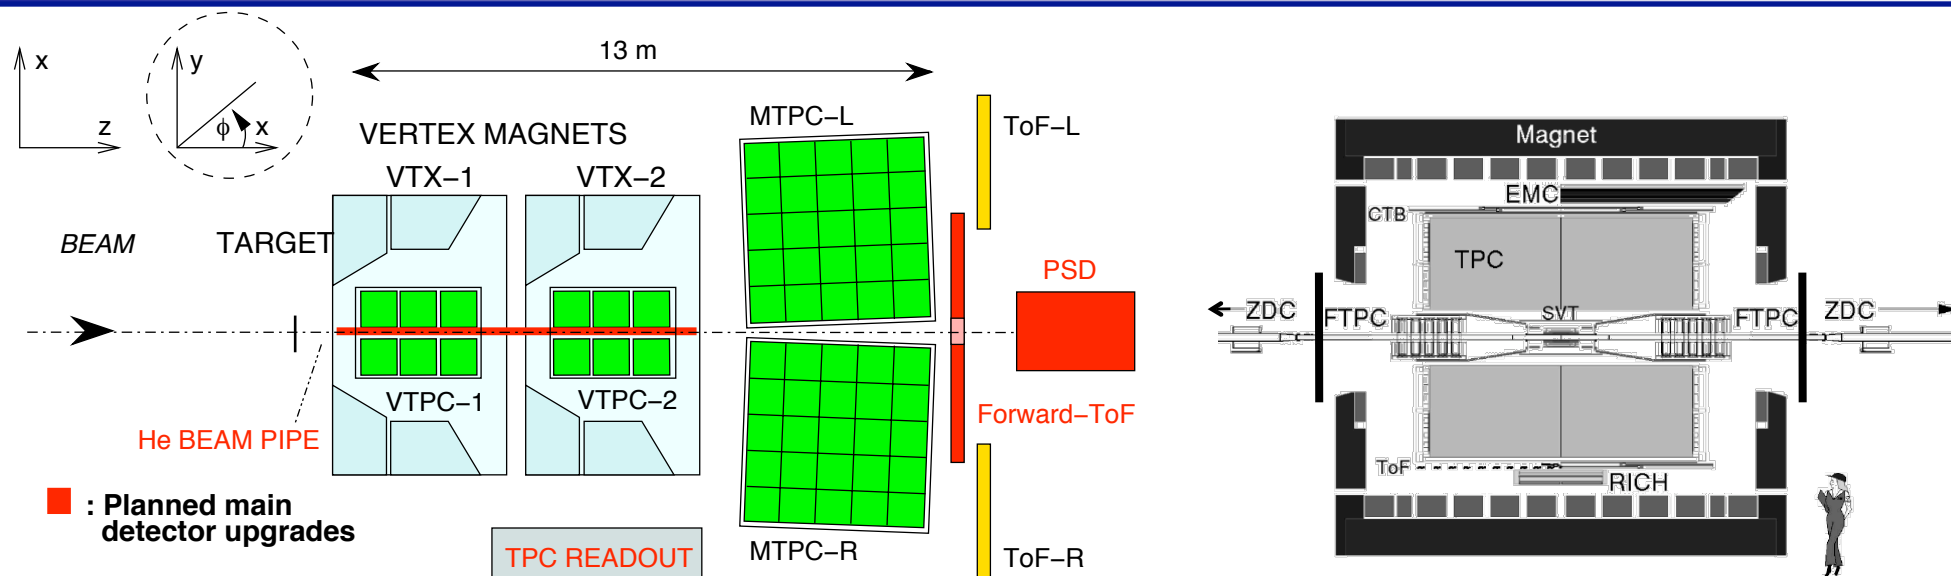 x
y
z
ϕ
x
13 m
VERTEX MAGNETS
VTX–1
VTX–2
MTPC–L
ToF–L
BEAM
TARGET
PSD
VTPC–1
VTPC–2
Forward–ToF
He BEAM PIPE
: Planned main
detector upgrades
TPC READOUT
MTPC–R
ToF–R
Magnet
EMC
CTB
TPC
ZDC
FTPC
SVT
FTPC
ZDC
ToF
RICH